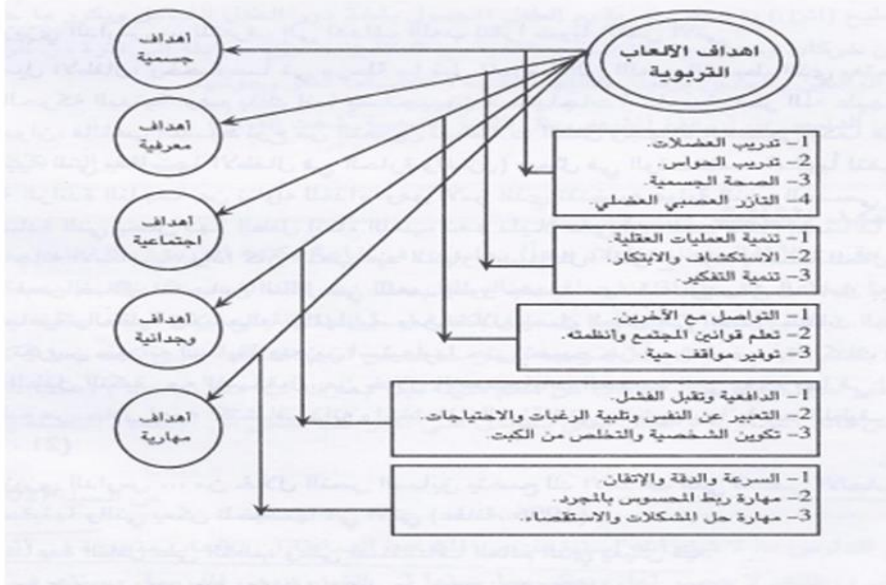 اهداف الألعاب
التربوية
أهداف
جسمية
أهداف
معرفية
أهداف
اجتماعية
أهداف
وجدانية
أهداف
مهارية
1- تدريب العضلات.
2- تدريب الحواس.
3- الصحة الجسمية.
4- التآزر العصبي العضلي.
1- تنمية العمليات العقلية.
2- الاستكشاف والابتكار.
3- تنمية التفكير.
1- التواصل مع الآخرين.
2- تعلم قوانين المجتمع وأنظمته.
3- توفير مواقف حية.
1- الدافعية وتقبل الفشل.
2- التعبير عن النفس وتلبية الرغبات والاحتياجات.
3- تكوين الشخصية والتخلص من الكبت.
1- السرعة والدقة والإتقان.
2- مهارة ربط المحسوس بالمجرد.
3- مهارة حل المشكلات والاستقصاء.